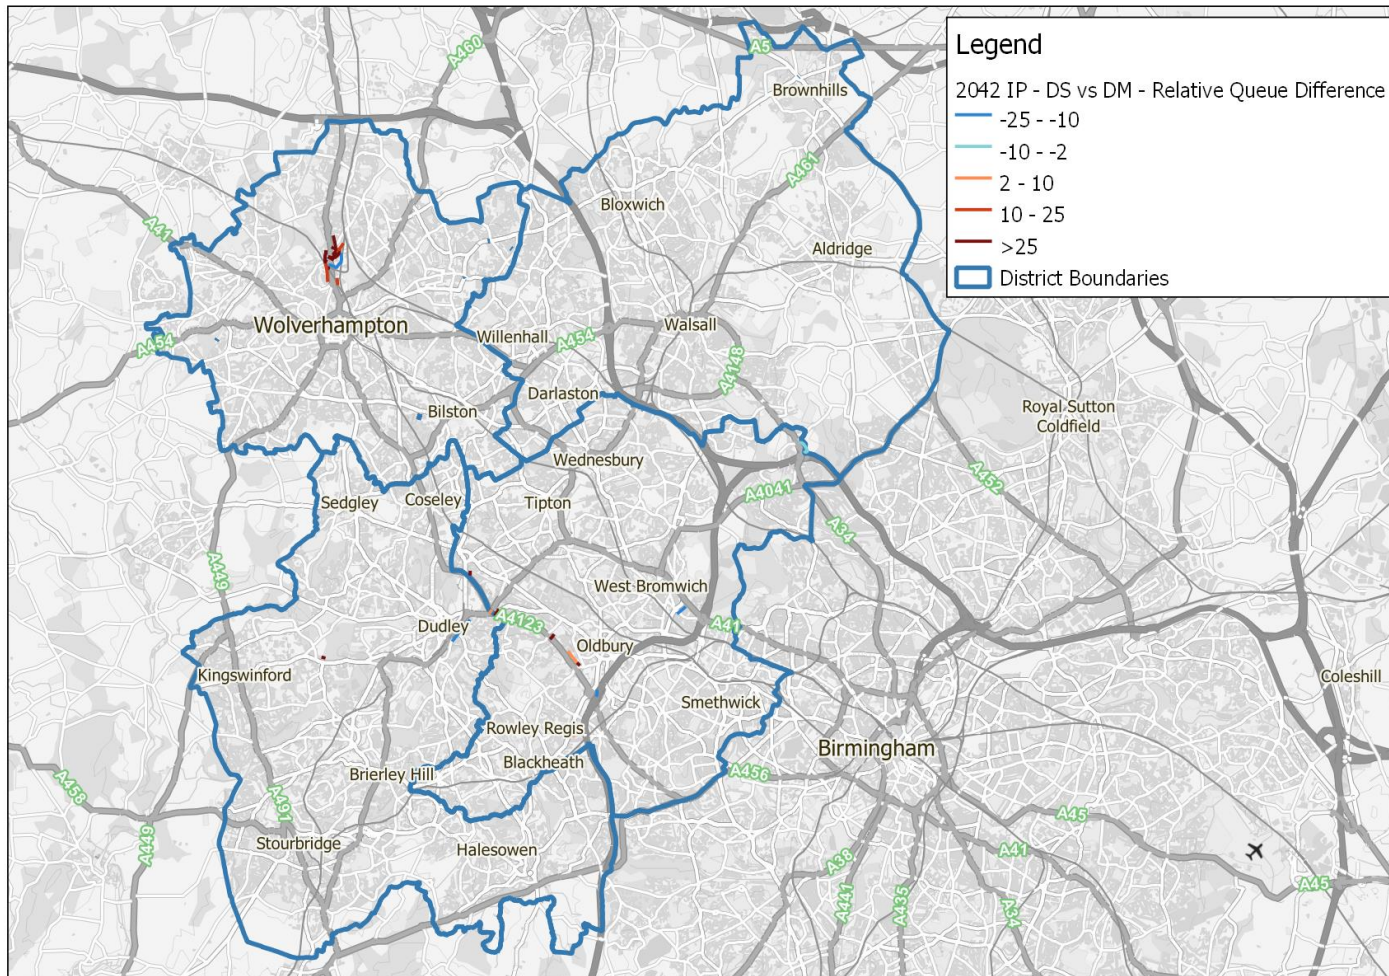 Legend
2042 IP - DS vs DM - Relative Queue Difference
-25 - -10
-10 - -2
2 - 10
10 - 25
>25
District Boundaries
A460
A5
Brownhills
A461
Bloxwich
A41
Aldridge
Wolverhampton
Willenhall
A454
Walsall
A454
A4148
Darlaston
Bilston
Royal Sutton
Coldfield
Wednesbury
A452
Sedgley
Coseley
Tipton
A4041
A34
A449
West Bromwich
Dudley
A4123
A41
Oldbury
Kingswinford
Coleshill
Smethwick
Rowley Regis
Birmingham
Blackheath
Brierley Hill
A456
A458
A491
A45
A449
Stourbridge
Halesowen
A38
A41
A45
A441
A435
A34